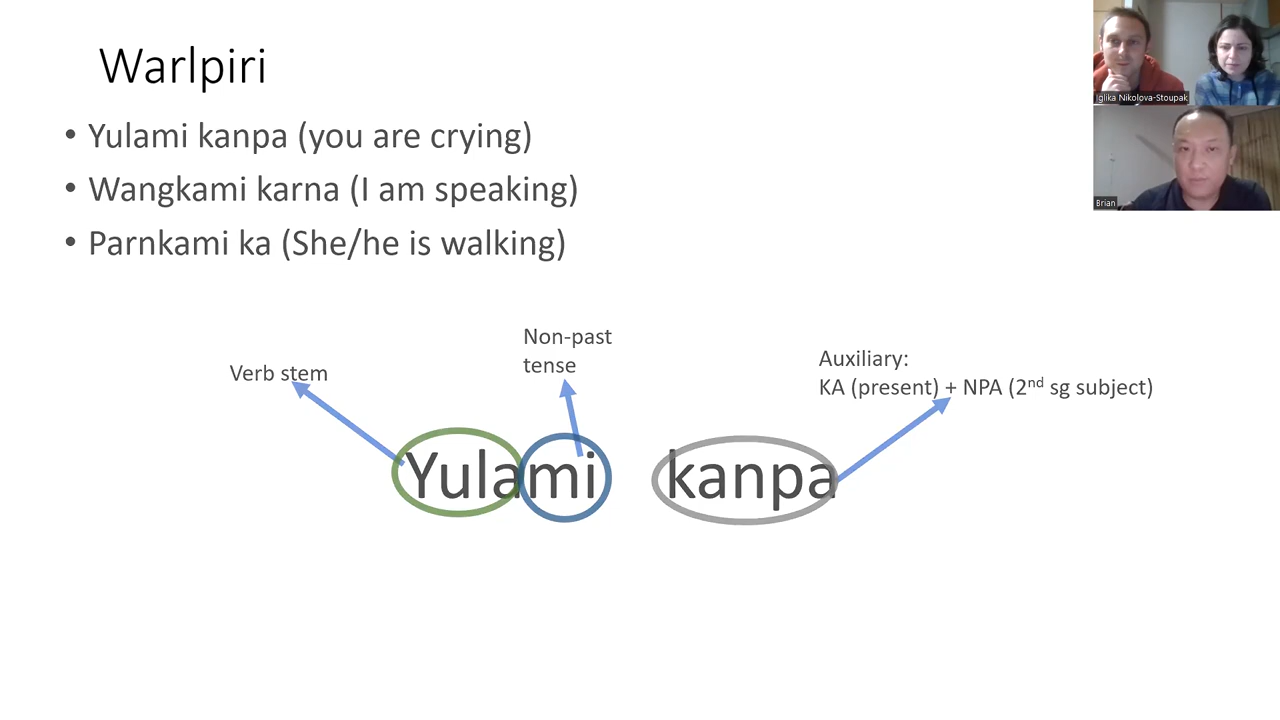 Warlpiri
• Yulami kanpa (you are crying)
• Wangkami karna (I am speaking)
• Parnkami ka (She/he is walking)
Non-past
tense
Verb stem
Auxiliary:
KA (present) + NPA (2nd sg subject)
Yulami kanpa
Iglika Nikolova-Stoupak
Brian